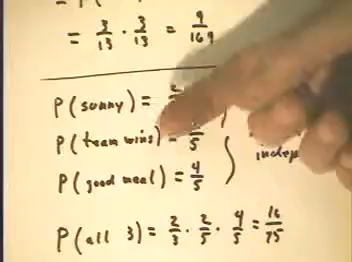 = 3/13 · 3/13 = 9/169
P(sunny) =
P(team wins) = /5
P(good meal) = 4/5
indep
P(all 3) = 2/3 · 2/5 · 4/5 = 16/75